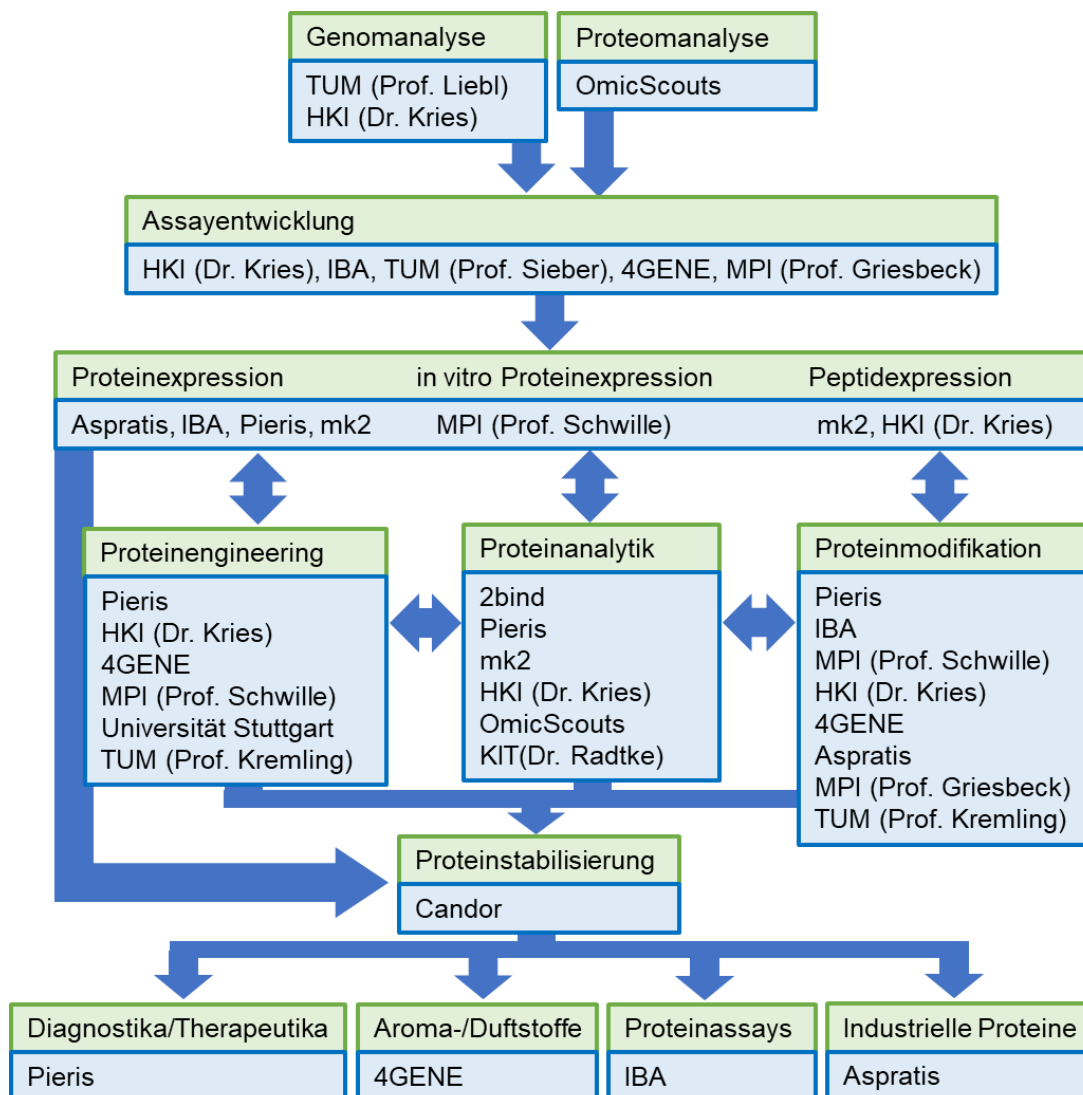 Genomanalyse
TUM (Prof. Liebl)
HKI (Dr. Kries)
Proteomanalyse
OmicScouts
Assayentwicklung
HKI (Dr. Kries), IBA, TUM (Prof. Sieber), 4GENE, MPI (Prof. Griesbeck)
Proteinexpression in vitro Proteinexpression Peptidexpression
Aspratis, IBA, Pieris, mk2 MPI (Prof. Schwille) mk2, HKI (Dr. Kries)
Proteinengineering
Pieris
HKI (Dr. Kries)
4GENE
MPI (Prof. Schwille)
Universität Stuttgart
TUM (Prof. Kremling)
Proteinanalytik
2bind
Pieris
mk2
HKI (Dr. Kries)
OmicScouts
KIT(Dr. Radtke)
Proteinmodifikation
Pieris
IBA
MPI (Prof. Schwille)
HKI (Dr. Kries)
4GENE
Aspratis
MPI (Prof. Griesbeck)
TUM (Prof. Kremling)
Proteinstabilisierung
Candor
Diagnostika/Therapeutika
Pieris
Aroma-/Duftstoffe
4GENE
Proteinassays
IBA
Industrielle Proteine
Aspratis